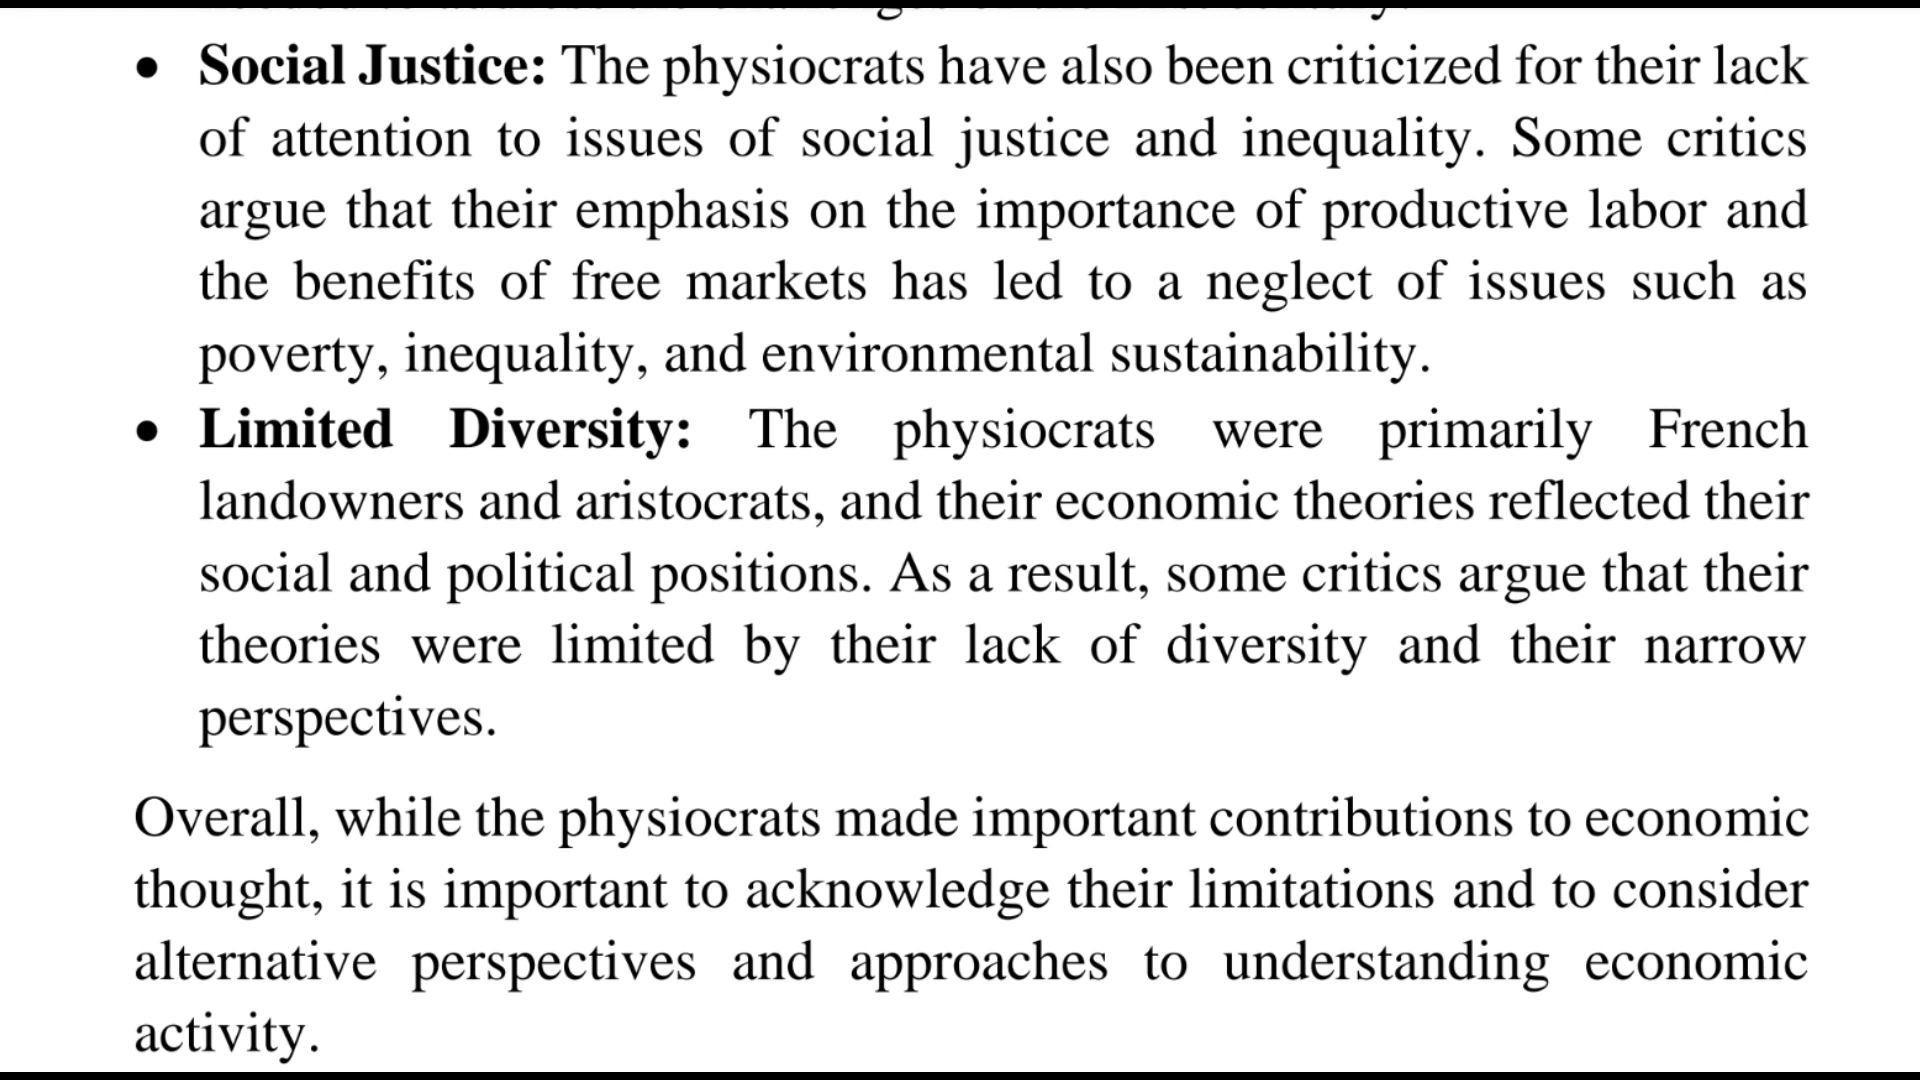 • Social Justice: The physiocrats have also been criticized for their lack
of attention to issues of social justice and inequality. Some critics
argue that their emphasis on the importance of productive labor and
the benefits of free markets has led to a neglect of issues such as
poverty, inequality, and environmental sustainability.
• Limited Diversity: The physiocrats were primarily French
landowners and aristocrats, and their economic theories reflected their
social and political positions. As a result, some critics argue that their
theories were limited by their lack of diversity and their narrow
perspectives.
Overall, while the physiocrats made important contributions to economic
thought, it is important to acknowledge their limitations and to consider
alternative perspectives and approaches to understanding economic
activity.